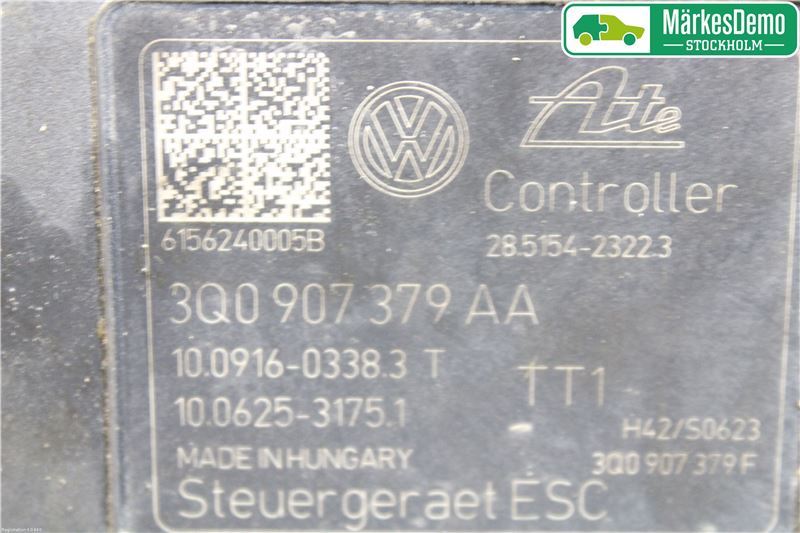 MärkesDemo
STOCKHOLM
Ate
Controller
6156240005B
28.5154-2322.3
3Q0 907 379 AA
10.0916-0338.3 T
TT1
10.0625-3175.1
H42/S0623
MADE IN HUNGARY
3Q0 907 379 F
Steuergeraet ESC